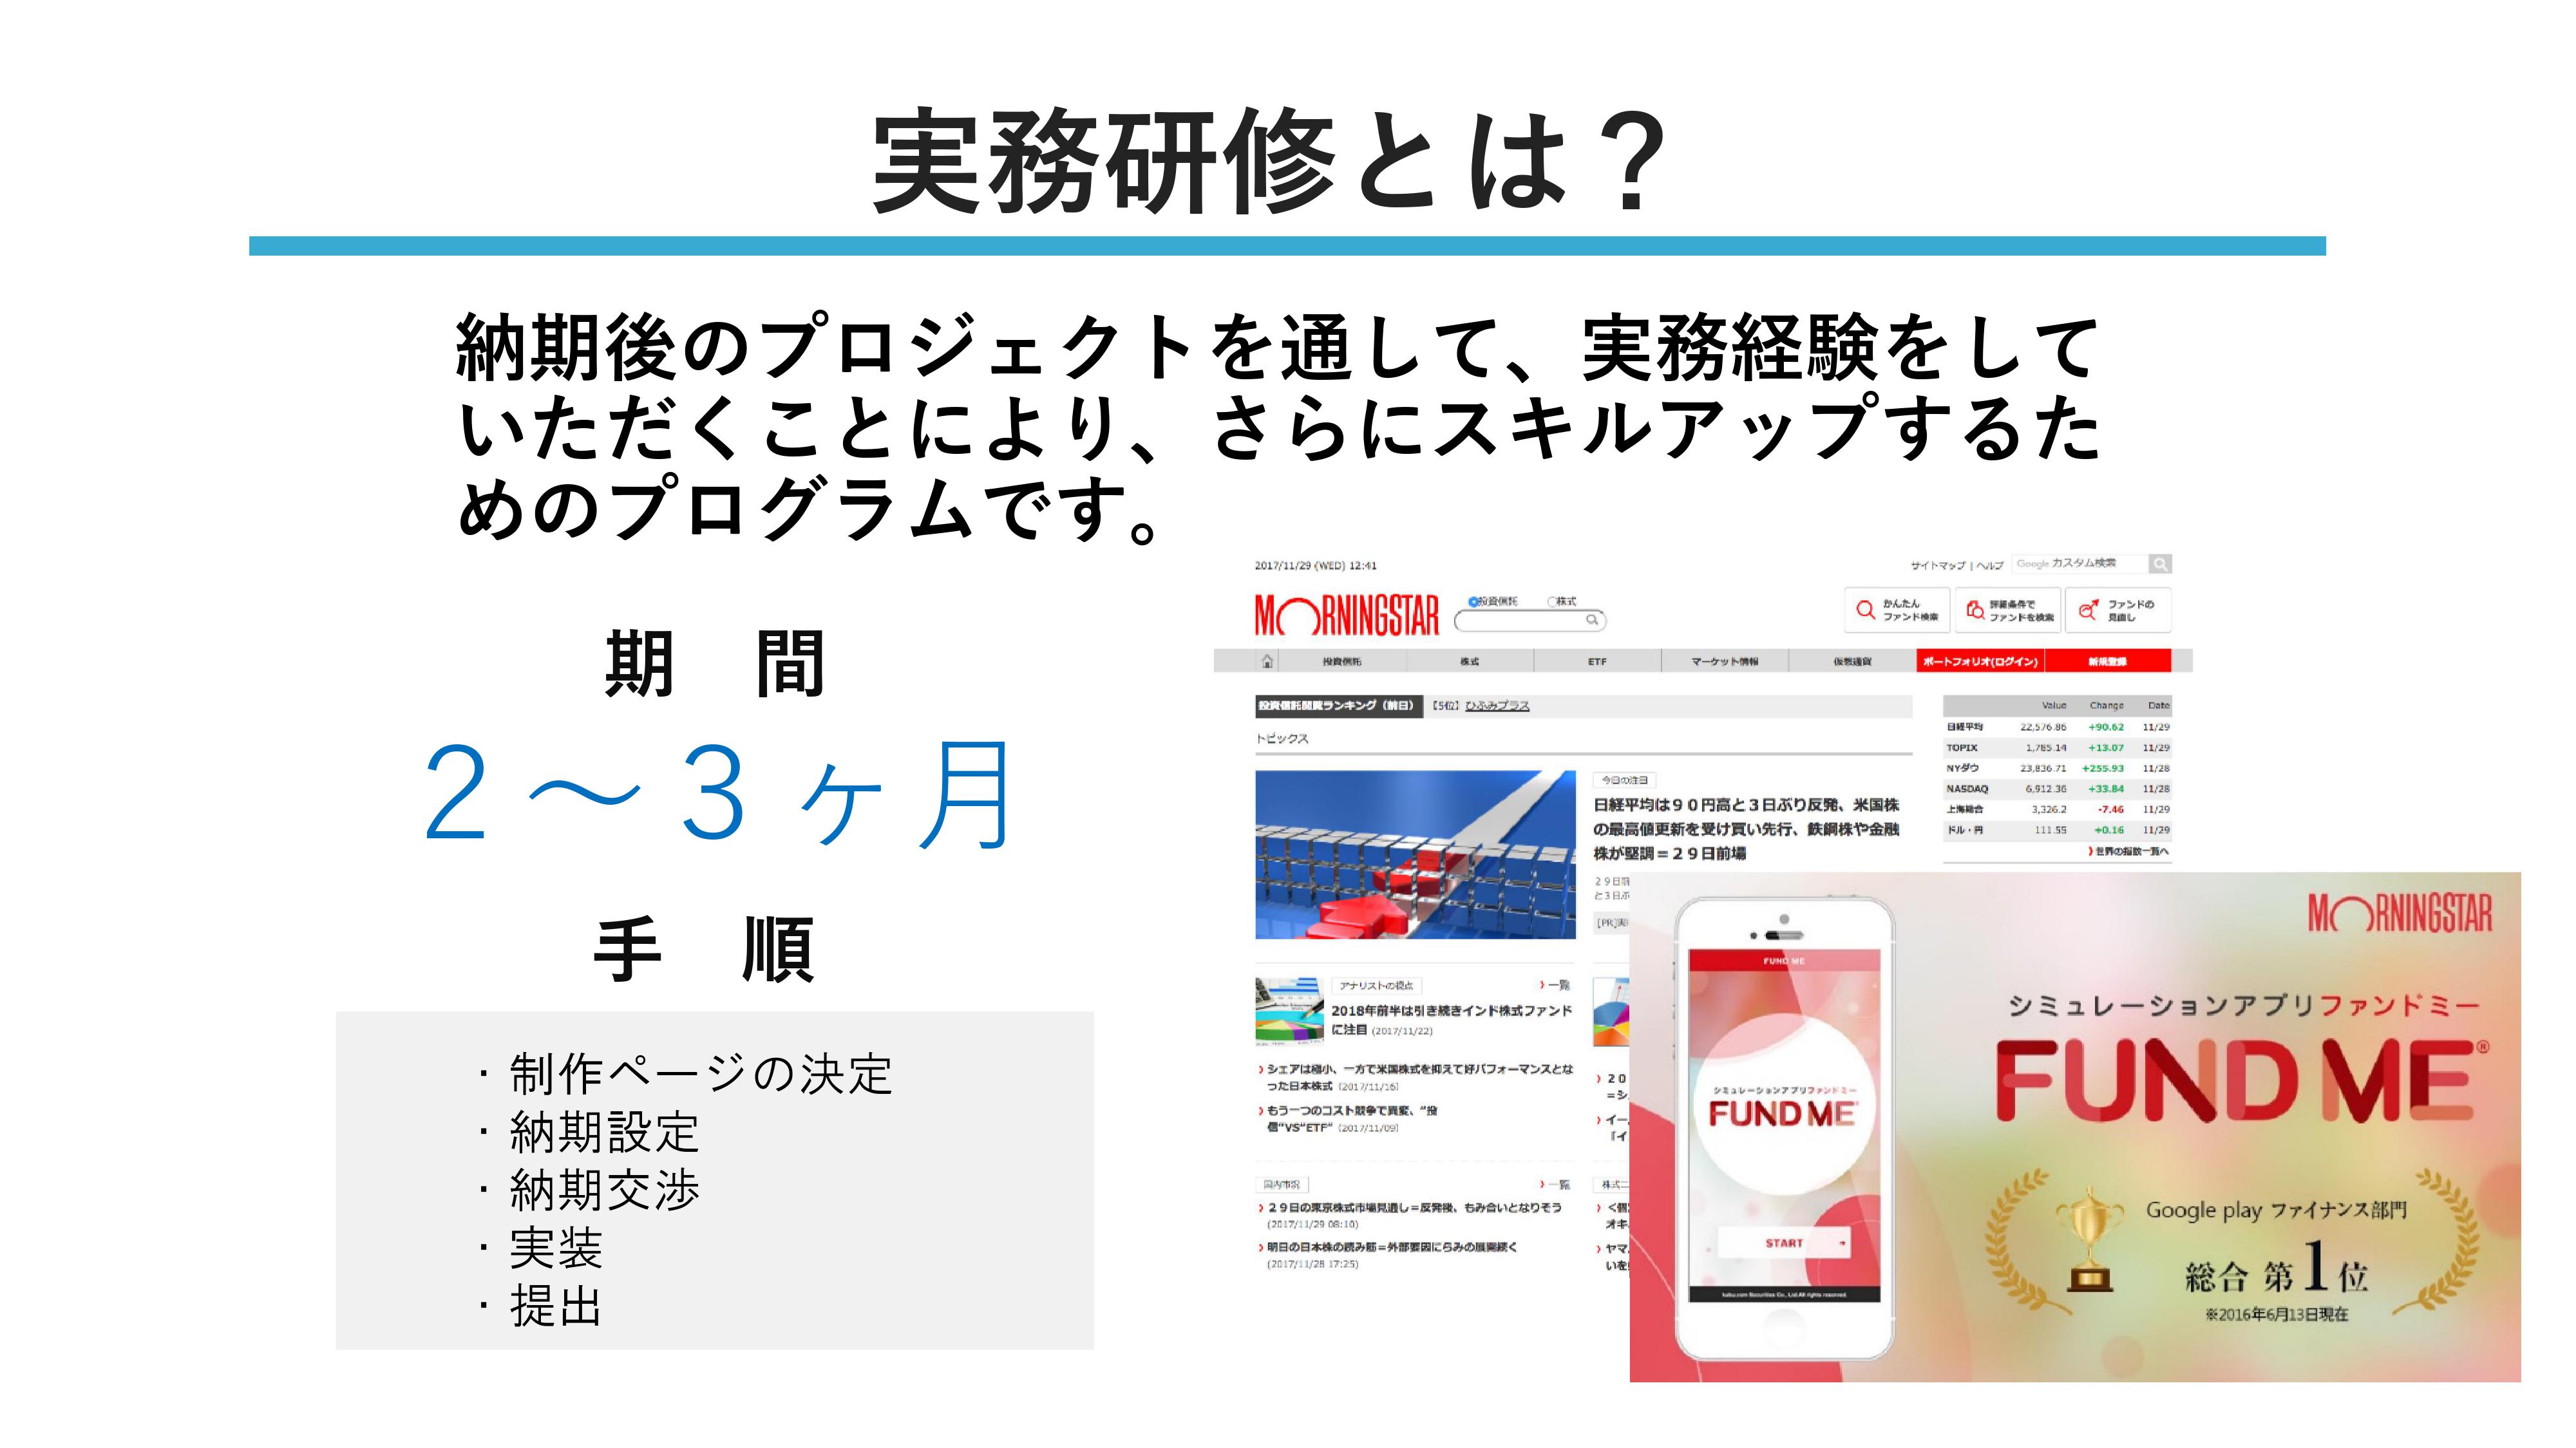 実務研修とは？
納期後のプロジェクトを通して、実務経験をして
いただくことにより、さらにスキルアップするた
めのプログラムです。
期　間
２～３ヶ月
手　順
・制作ページの決定
・納期設定
・納期交渉
・実装
・提出
2017/11/29 (WED) 12:41
サイトマップ | ヘルプ
Google カスタム検索
MORNINGSTAR
投資信託 株式
かんたん
ファンド検索
詳細条件で
ファンドを検索
ファンドの
見直し
投資信託 株式 ETF マーケット情報 仮想通貨 ポートフォリオ(ログイン) 新規登録
投資信託閲覧ランキング（前日） 【5位】ひふみプラス
トピックス
Value Change Date
日経平均 22,576.86 +90.62 11/29
TOPIX 1,785.14 +13.07 11/29
NYダウ 23,836.71 +255.93 11/28
NASDAQ 6,912.36 +33.84 11/28
上海総合 3,326.2 -7.46 11/29
ドル・円 111.55 +0.16 11/29
世界の指数一覧へ
今日の注目
日経平均は９０円高と３日ぶり反発、米国株
の最高値更新を受け買い先行、鉄鋼株や金融
株が堅調＝２９日前場
２９日前
と３日ぶ
[PR]
アナリストの視点
一覧
2018年前半は引き続きインド株式ファンド
に注目 (2017/11/22)
シェアは極小、一方で米国株式を抑えて好パフォーマンスとな
った日本株式 (2017/11/16)
もう一つのコスト競争で異変、“投
信“VS“ETF“ (2017/11/09)
２０
＝シ
イー
「イ
国内市況
一覧
２９日の東京株式市場見通し＝反発後、もみ合いとなりそう
(2017/11/29 08:10)
明日の日本株の読み筋＝外部要因にらみの展開続く
(2017/11/28 17:25)
株式ニ
＜個
オキ
ヤマ
いを
MORNINGSTAR
シミュレーションアプリファンドミー
FUND ME®
Google play ファイナンス部門
総合 第1位
※2016年6月13日現在
FUND ME
シミュレーションアプリファンドミー
FUND ME
START
kabu.com Securities Co., Ltd.All rights reserved.